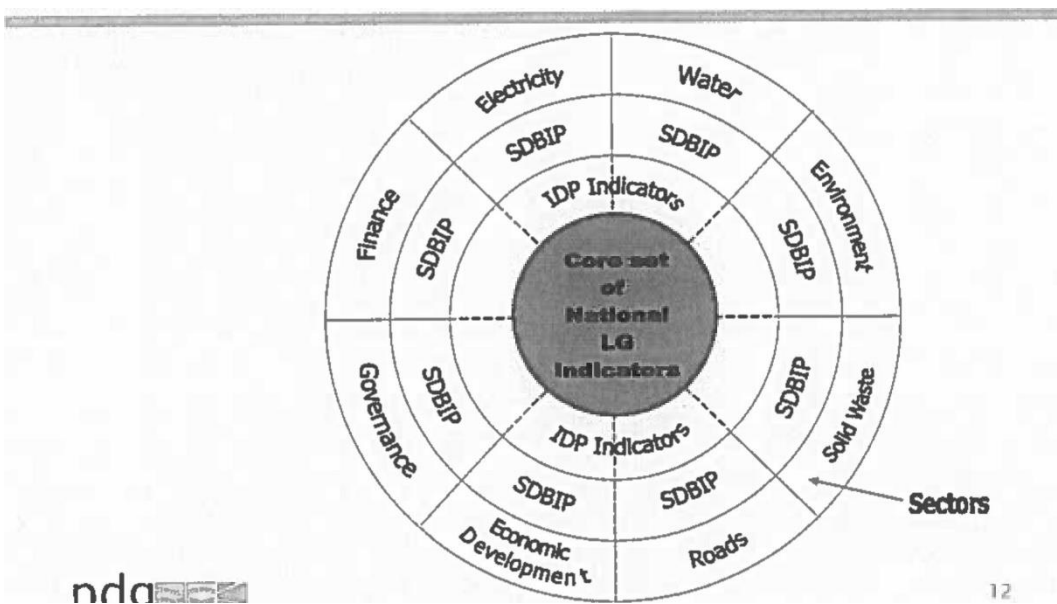 Electricity
Water
SDBIP
SDBIP
IDP Indicators
Finance
SDBIP
Environment
SDBIP
Core set
of
National
LG
Indicators
Governance
SDBIP
Solid Waste
SDBIP
IDP Indicators
SDBIP
SDBIP
Economic
Development
Roads
Sectors
pdg
12